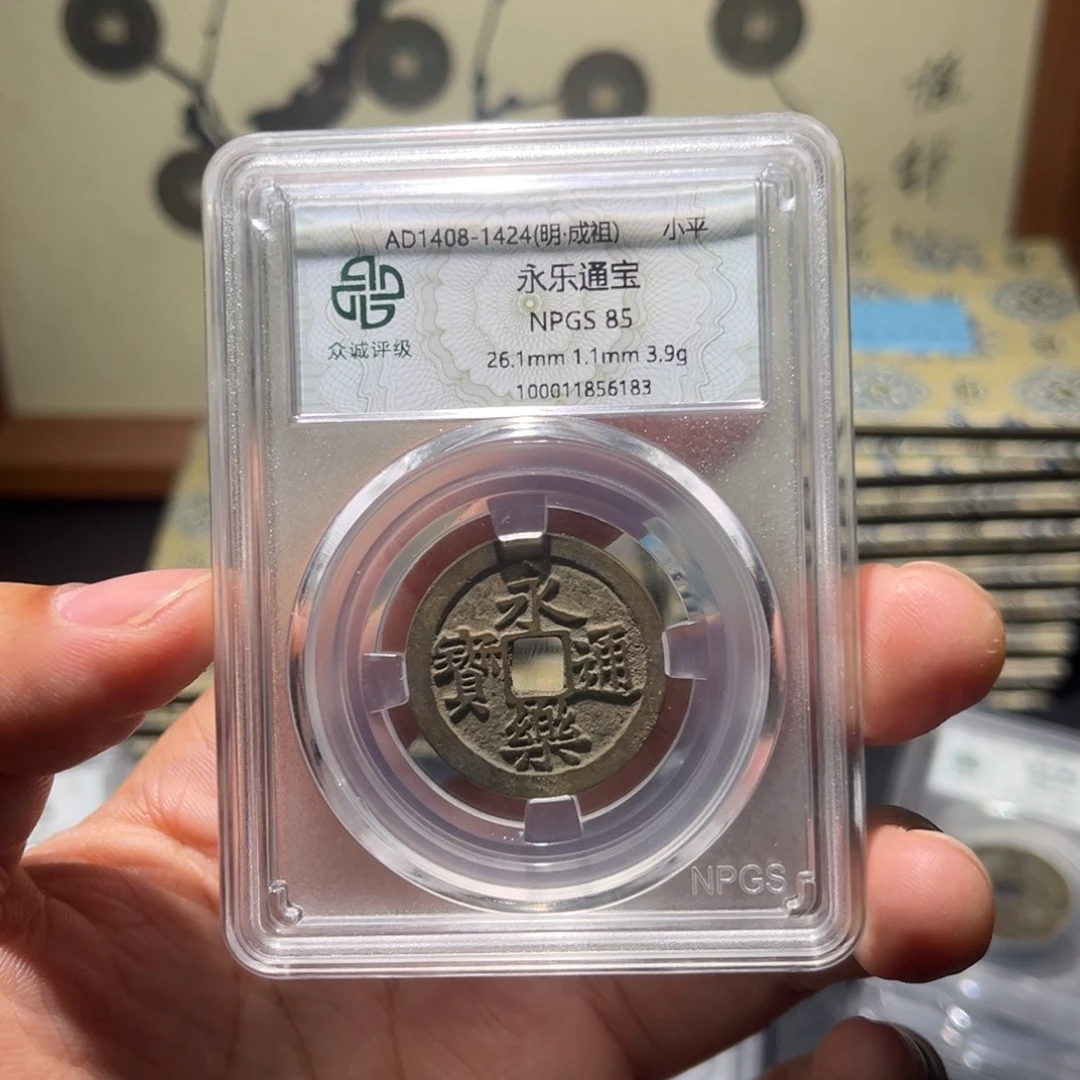 AD1408-1424(明·成祖) 小平
永乐通宝
NPGS 85
众诚评级
26.1mm 1.1mm 3.9g
100011856183
永樂通寶
NPGS